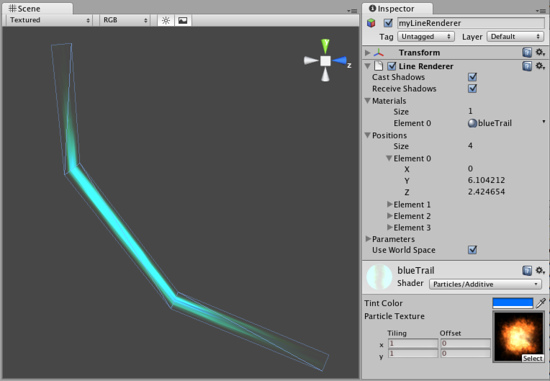 Scene
Textured
RGB
z
Inspector
myLineRenderer
Tag Untagged Layer Default
Transform
Line Renderer
Cast Shadows
Receive Shadows
Materials
Size 1
Element 0 blueTrail
Positions
Size 4
Element 0
X 0
Y 6.104212
Z 2.424654
Element 1
Element 2
Element 3
Parameters
Use World Space
blueTrail
Shader Particles/Additive
Tint Color
Particle Texture
Tiling Offset
x 1 0
y 1 0
Select